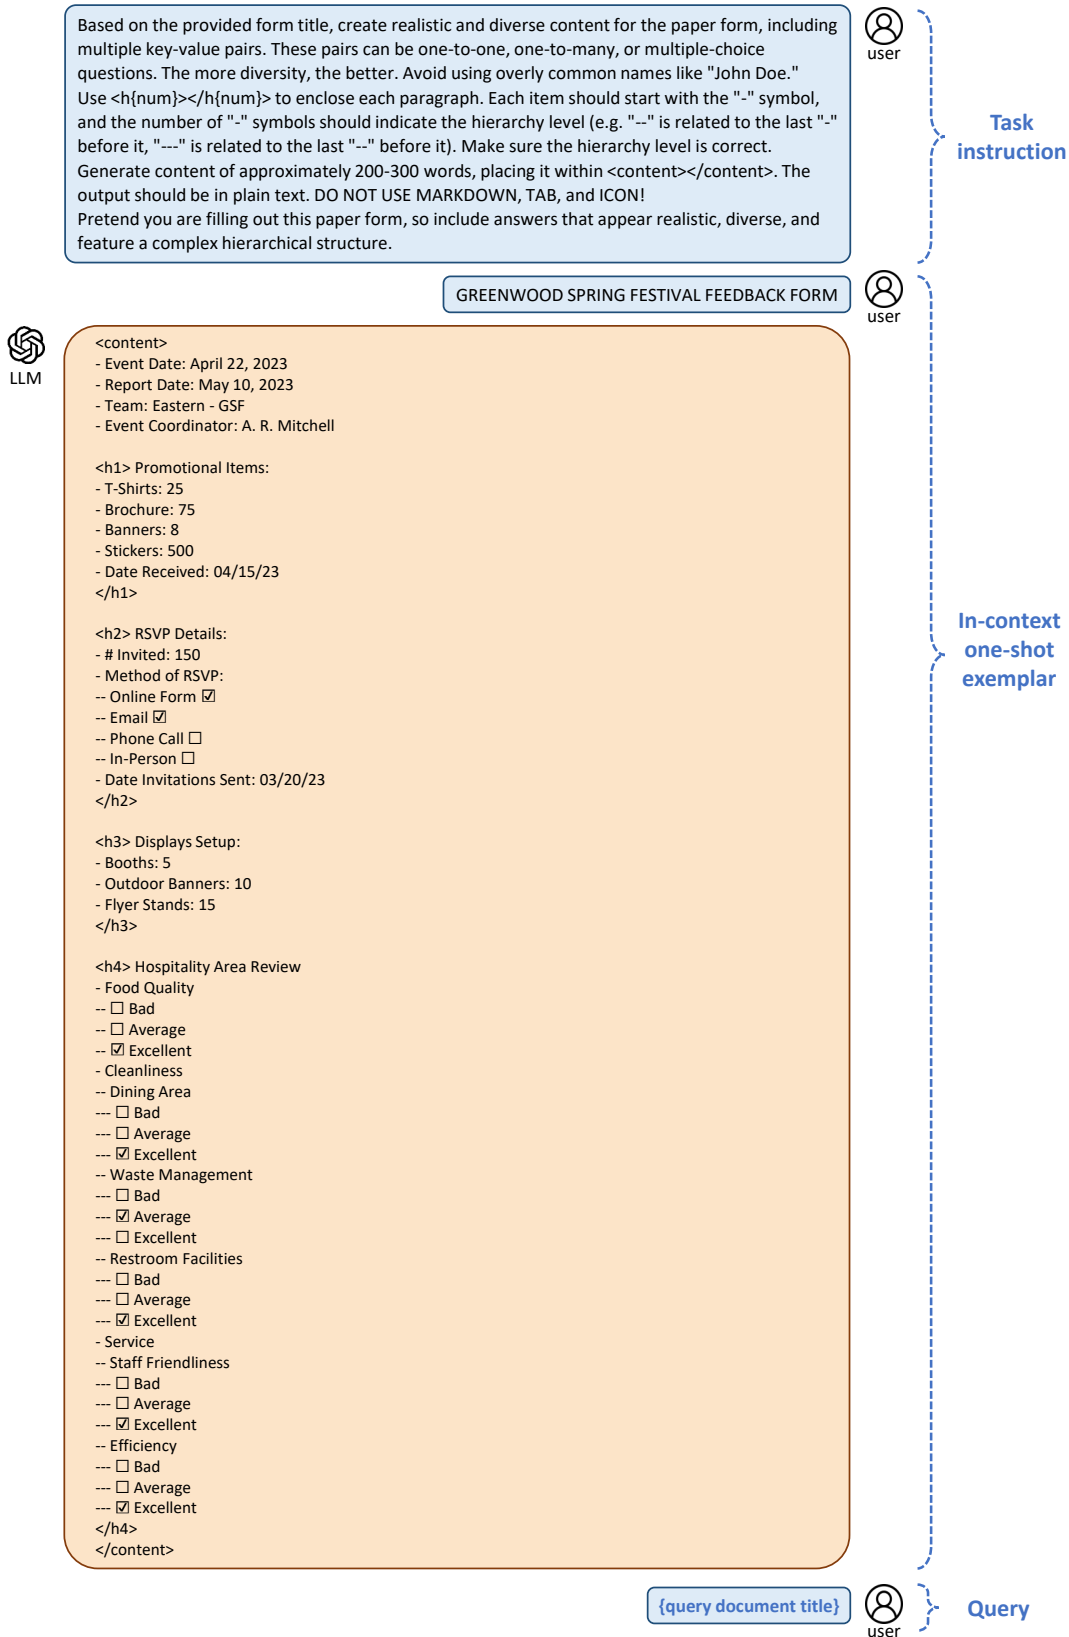 Based on the provided form title, create realistic and diverse content for the paper form, including
multiple key-value pairs. These pairs can be one-to-one, one-to-many, or multiple-choice
questions. The more diversity, the better. Avoid using overly common names like "John Doe."
Use <h{num}></h{num}> to enclose each paragraph. Each item should start with the "-" symbol,
and the number of "-" symbols should indicate the hierarchy level (e.g. "--" is related to the last "-"
before it, "---" is related to the last "--" before it). Make sure the hierarchy level is correct.
Generate content of approximately 200-300 words, placing it within <content></content>. The
output should be in plain text. DO NOT USE MARKDOWN, TAB, and ICON!
Pretend you are filling out this paper form, so include answers that appear realistic, diverse, and
feature a complex hierarchical structure.
user
Task
instruction
GREENWOOD SPRING FESTIVAL FEEDBACK FORM
user
LLM
<content>
- Event Date: April 22, 2023
- Report Date: May 10, 2023
- Team: Eastern - GSF
- Event Coordinator: A. R. Mitchell
<h1> Promotional Items:
- T-Shirts: 25
- Brochure: 75
- Banners: 8
- Stickers: 500
- Date Received: 04/15/23
</h1>
<h2> RSVP Details:
- # Invited: 150
- Method of RSVP:
-- Online Form ☑
-- Email ☑
-- Phone Call ☐
-- In-Person ☐
- Date Invitations Sent: 03/20/23
</h2>
<h3> Displays Setup:
- Booths: 5
- Outdoor Banners: 10
- Flyer Stands: 15
</h3>
<h4> Hospitality Area Review
- Food Quality
-- ☐ Bad
-- ☐ Average
-- ☑ Excellent
- Cleanliness
-- Dining Area
--- ☐ Bad
--- ☐ Average
--- ☑ Excellent
-- Waste Management
--- ☐ Bad
--- ☑ Average
--- ☐ Excellent
-- Restroom Facilities
--- ☐ Bad
--- ☐ Average
--- ☑ Excellent
- Service
-- Staff Friendliness
--- ☐ Bad
--- ☐ Average
--- ☑ Excellent
-- Efficiency
--- ☐ Bad
--- ☐ Average
--- ☑ Excellent
</h4>
</content>
In-context
one-shot
exemplar
{query document title}
user
Query